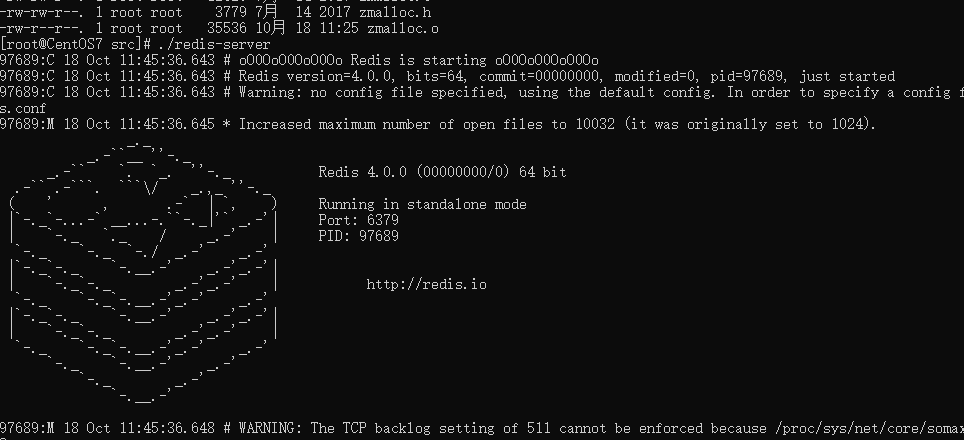 -rw-rw-r--. 1 root root 3779 7月 14 2017 zmalloc.h
-rw-r--r--. 1 root root 35536 10月 18 11:25 zmalloc.o
[root@CentOS7 src]# ./redis-server
97689:C 18 Oct 11:45:36.643 # oO0OoO0OoO0Oo Redis is starting oO0OoO0OoO0Oo
97689:C 18 Oct 11:45:36.643 # Redis version=4.0.0, bits=64, commit=00000000, modified=0, pid=97689, just started
97689:C 18 Oct 11:45:36.643 # Warning: no config file specified, using the default config. In order to specify a config f
s.conf
97689:M 18 Oct 11:45:36.645 * Increased maximum number of open files to 10032 (it was originally set to 1024).
Redis 4.0.0 (00000000/0) 64 bit
Running in standalone mode
Port: 6379
PID: 97689
http://redis.io
97689:M 18 Oct 11:45:36.648 # WARNING: The TCP backlog setting of 511 cannot be enforced because /proc/sys/net/core/somax